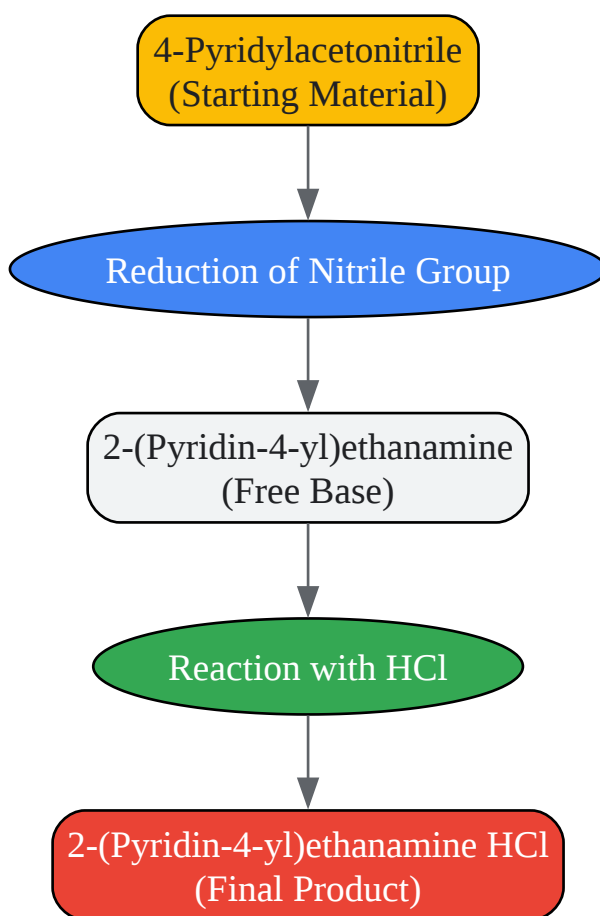 4-Pyridylacetonitrile
(Starting Material)
Reduction of Nitrile Group
2-(Pyridin-4-yl)ethanamine
(Free Base)
Reaction with HCl
2-(Pyridin-4-yl)ethanamine HCl
(Final Product)